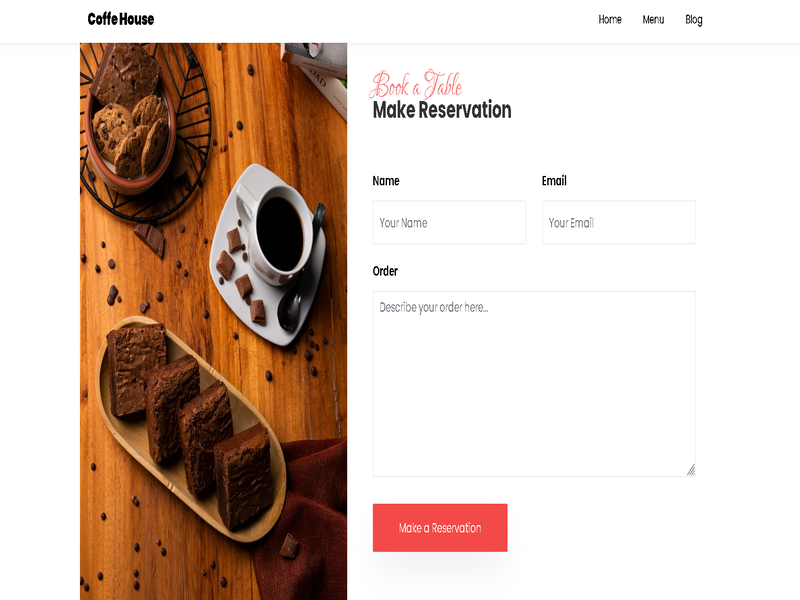 Coffe House
Home Menu Blog
Book a Table
Make Reservation
Name Email
Your Name Your Email
Order
Describe your order here...
Make a Reservation